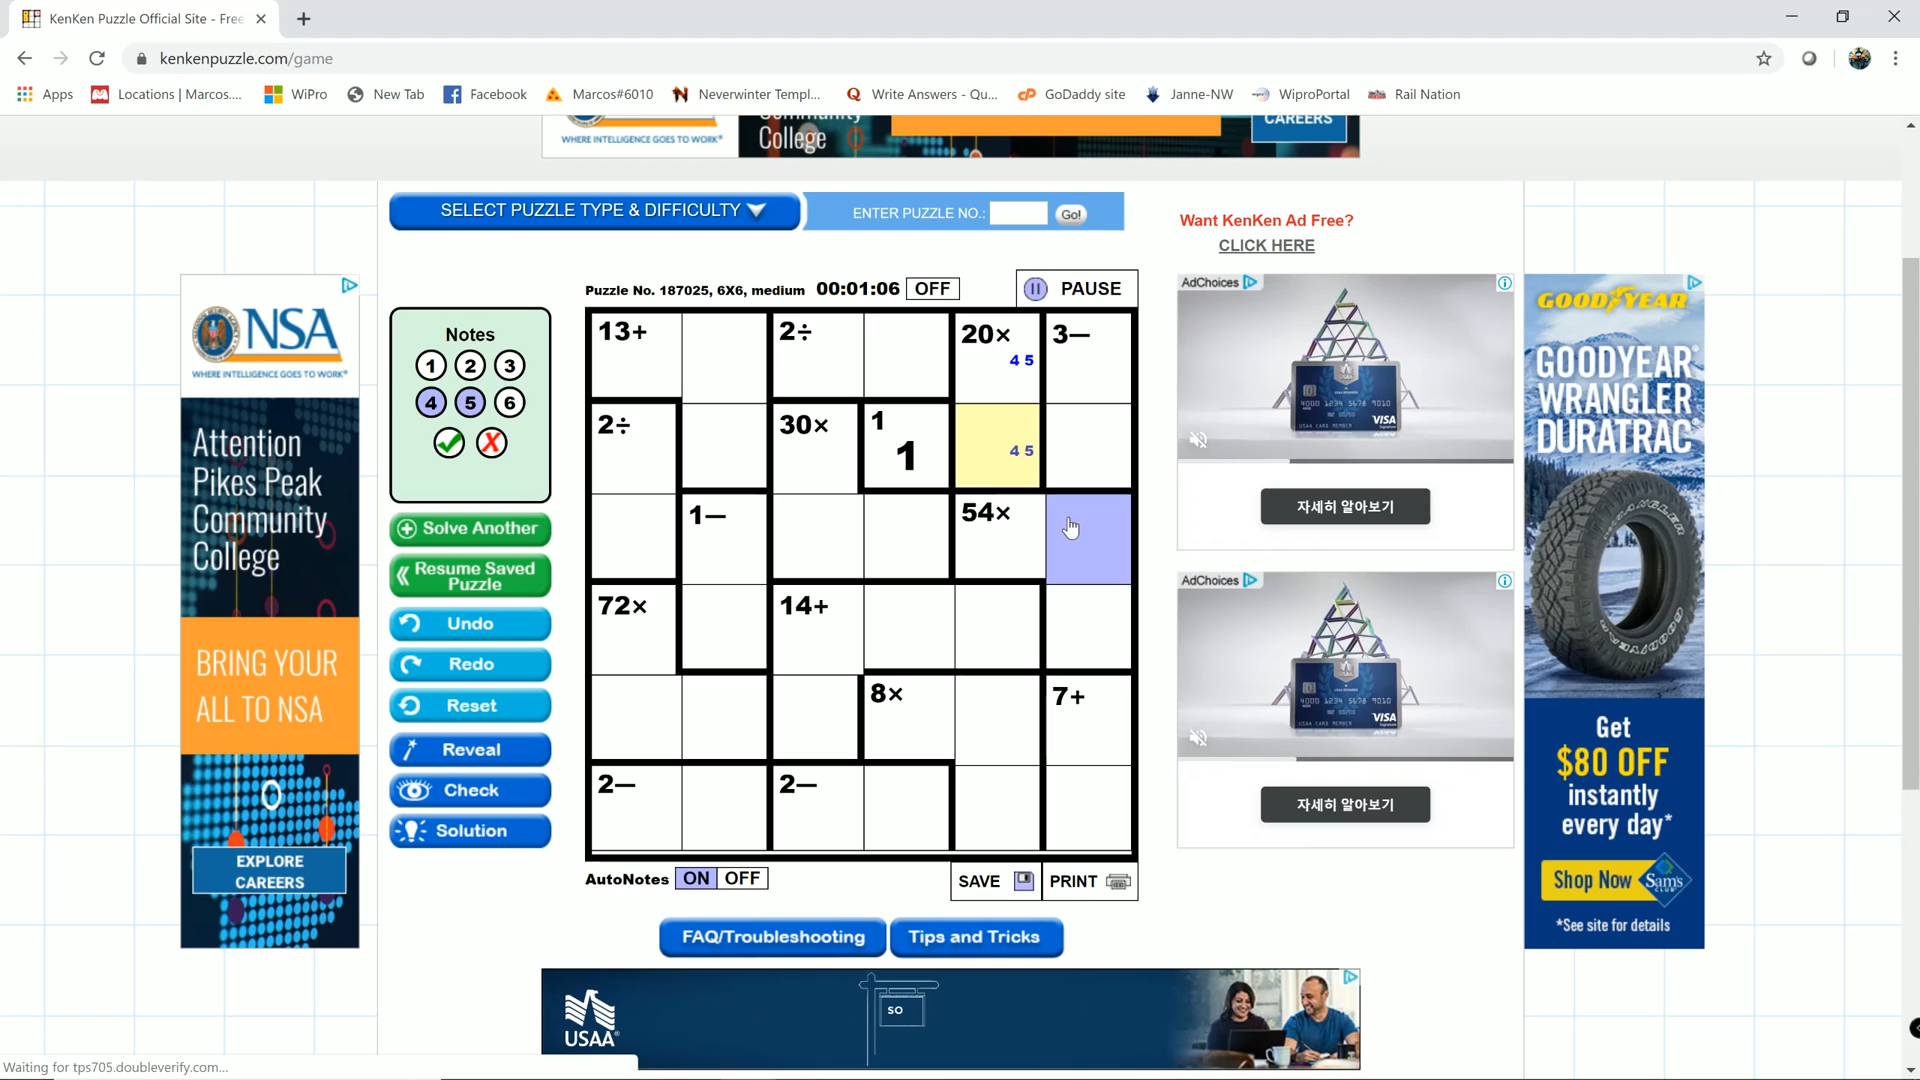 KenKen Puzzle Official Site - Free
kenkenpuzzle.com/game
Apps
Locations | Marcos....
WiPro
New Tab
Facebook
Marcos#6010
Neverwinter Templ...
Write Answers - Qu...
GoDaddy site
Janne-NW
WiproPortal
Rail Nation
WHERE INTELLIGENCE GOES TO WORK®
Community
College
CAREERS
SELECT PUZZLE TYPE & DIFFICULTY
ENTER PUZZLE NO.:
Go!
Want KenKen Ad Free?
CLICK HERE
Puzzle No. 187025, 6X6, medium 00:01:06 OFF
PAUSE
NSA
WHERE INTELLIGENCE GOES TO WORK®
Attention
Pikes Peak
Community
College
BRING YOUR
ALL TO NSA
EXPLORE
CAREERS
Notes
1 2 3
4 5 6
Solve Another
Resume Saved
Puzzle
Undo
Redo
Reset
Reveal
Check
Solution
13+ 2÷ 20× 3—
4 5
2÷ 30× 1
1
4 5
1— 54×
72× 14+
8× 7+
2— 2—
AutoNotes ON OFF
SAVE
PRINT
FAQ/Troubleshooting
Tips and Tricks
AdChoices
USAA
VISA
자세히 알아보기
AdChoices
USAA
VISA
자세히 알아보기
GOODYEAR
GOODYEAR
WRANGLER
DURATRAC®
Get
$80 OFF
instantly
every day*
Shop Now
Sam's
CLUB
*See site for details
USAA®
SO
Waiting for tps705.doubleverify.com...